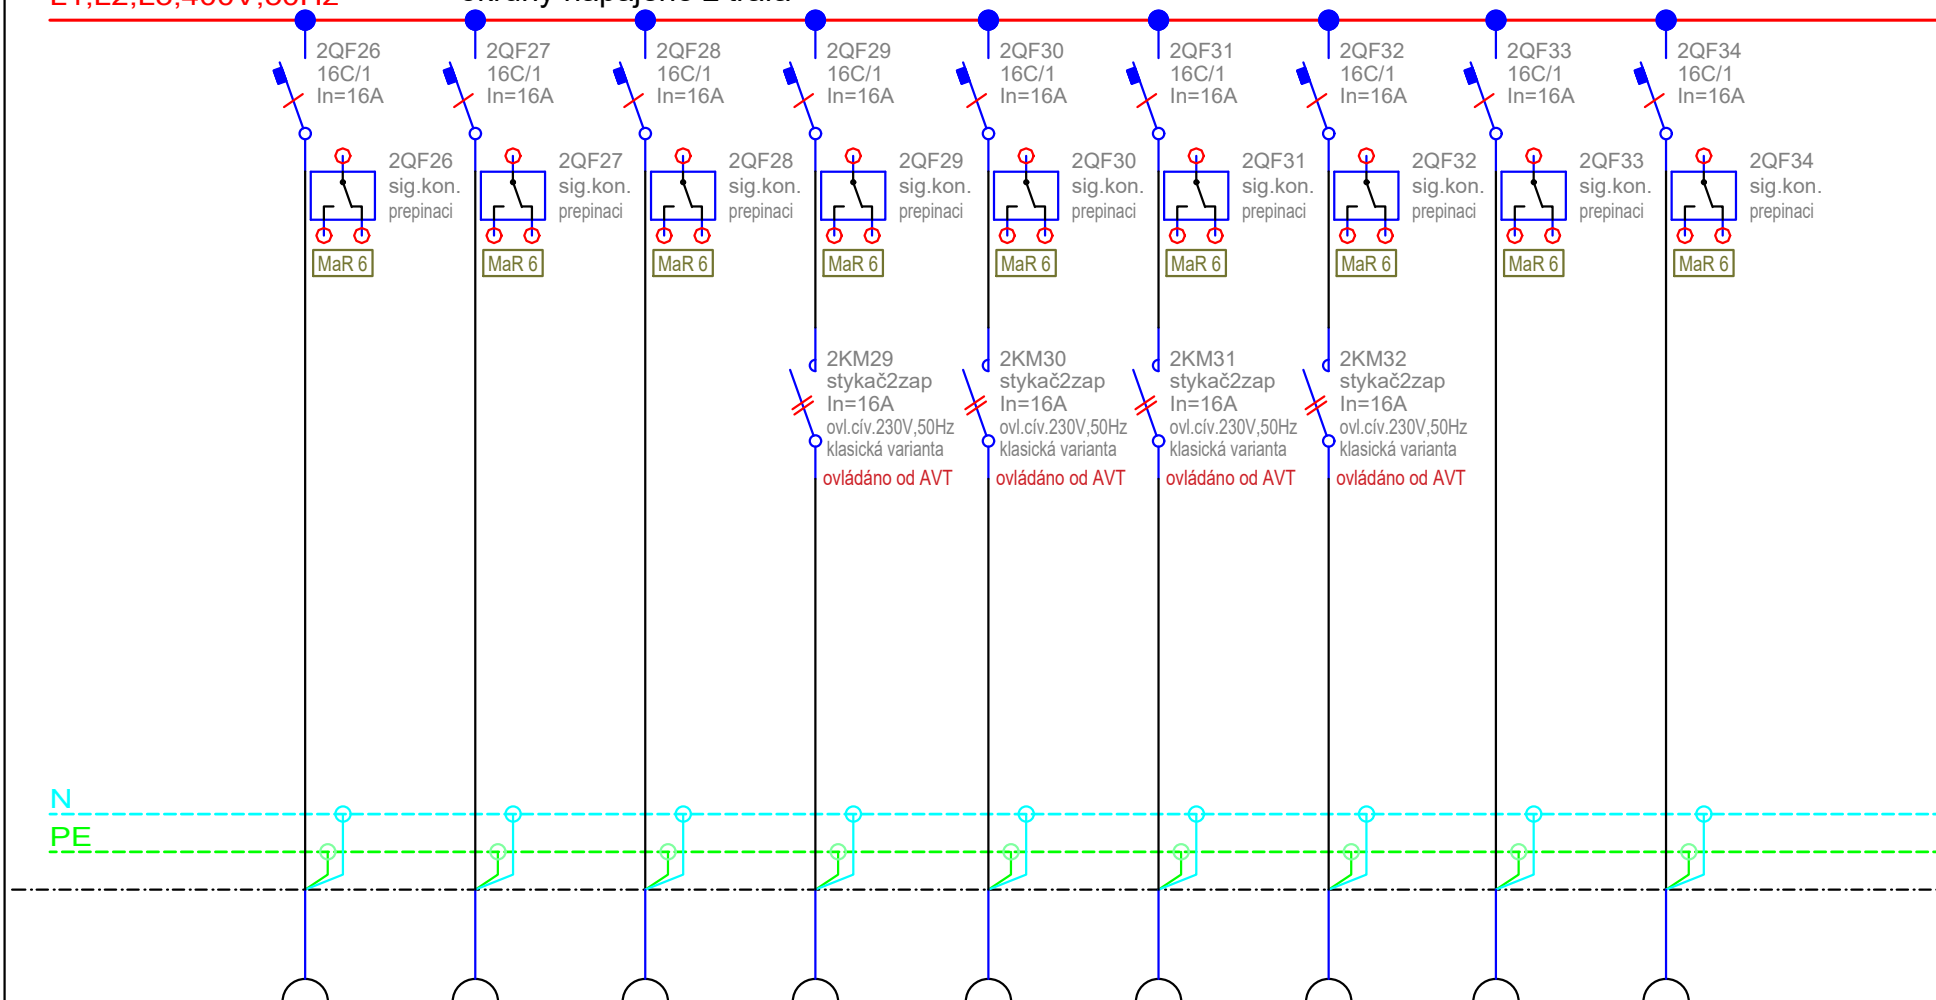 2QF26
16C/1
In=16A
2QF27
16C/1
In=16A
2QF28
16C/1
In=16A
2QF29
16C/1
In=16A
2QF30
16C/1
In=16A
2QF31
16C/1
In=16A
2QF32
16C/1
In=16A
2QF33
16C/1
In=16A
2QF34
16C/1
In=16A
2QF26
sig.kon.
prepinaci
MaR 6
2QF27
sig.kon.
prepinaci
MaR 6
2QF28
sig.kon.
prepinaci
MaR 6
2QF29
sig.kon.
prepinaci
MaR 6
2QF30
sig.kon.
prepinaci
MaR 6
2QF31
sig.kon.
prepinaci
MaR 6
2QF32
sig.kon.
prepinaci
MaR 6
2QF33
sig.kon.
prepinaci
MaR 6
2QF34
sig.kon.
prepinaci
MaR 6
2KM29
stykač2zap
In=16A
ovl.cív.230V,50Hz
klasická varianta
ovládáno od AVT
2KM30
stykač2zap
In=16A
ovl.cív.230V,50Hz
klasická varianta
ovládáno od AVT
2KM31
stykač2zap
In=16A
ovl.cív.230V,50Hz
klasická varianta
ovládáno od AVT
2KM32
stykač2zap
In=16A
ovl.cív.230V,50Hz
klasická varianta
ovládáno od AVT
N
PE